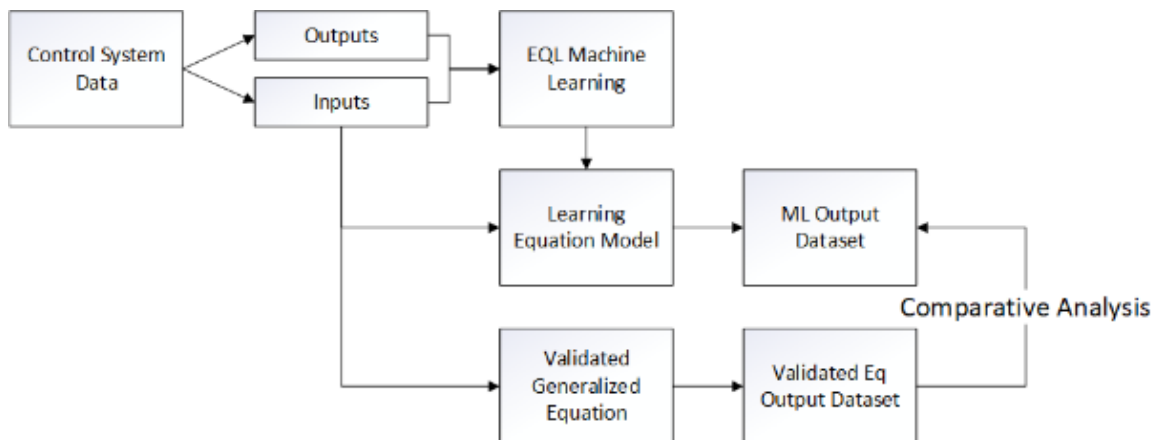 Control System
Data
Outputs
Inputs
EQL Machine
Learning
Learning
Equation Model
ML Output
Dataset
Comparative Analysis
Validated
Generalized
Equation
Validated Eq
Output Dataset